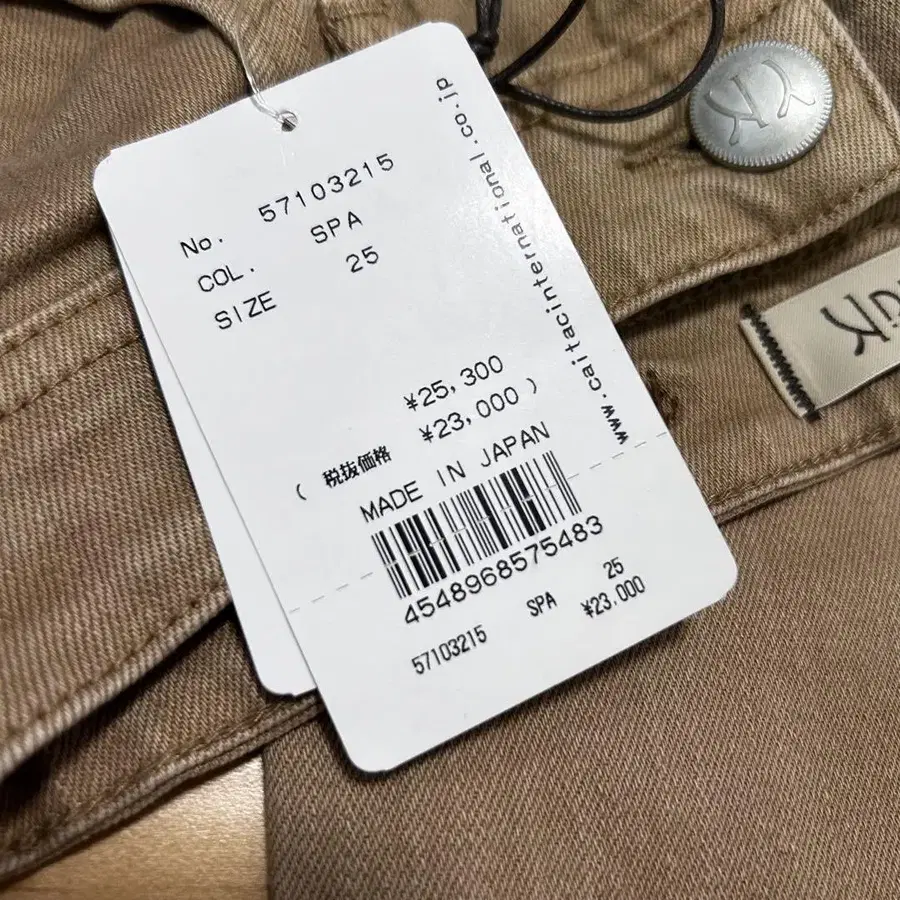 No. 57103215
COL. SPA
SIZE 25
¥25,300
( 税抜価格 ¥23,000 )
MADE IN JAPAN
4548968575483
57103215 SPA 25
¥23.000
www.caitacinternational.co.jp